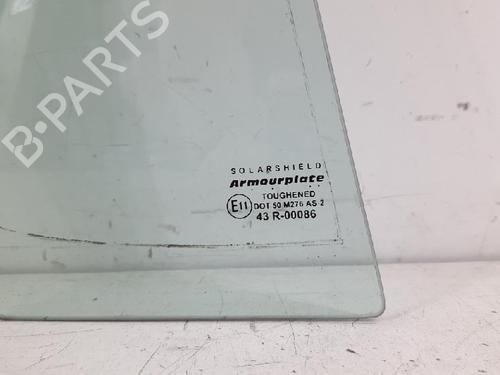 B-PARTS
SOLARSHIELD
Armourplate
TOUGHENED
E11 DOT 50 M276 AS 2
43 R-00086